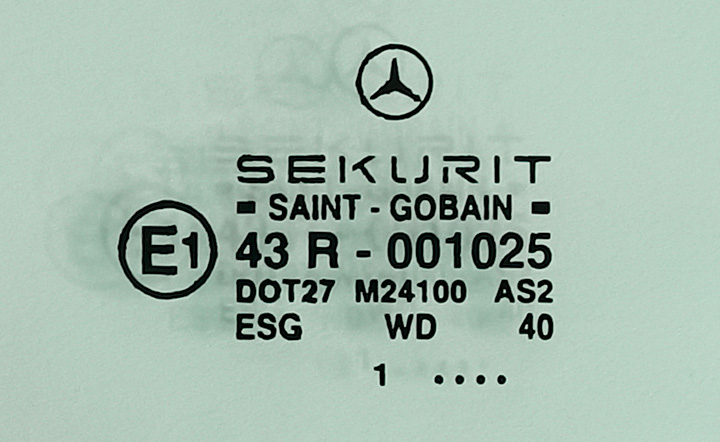 SEKURIT
SAINT - GOBAIN
E1 43 R - 001025
DOT27 M24100 AS2
ESG WD 40
1 ....